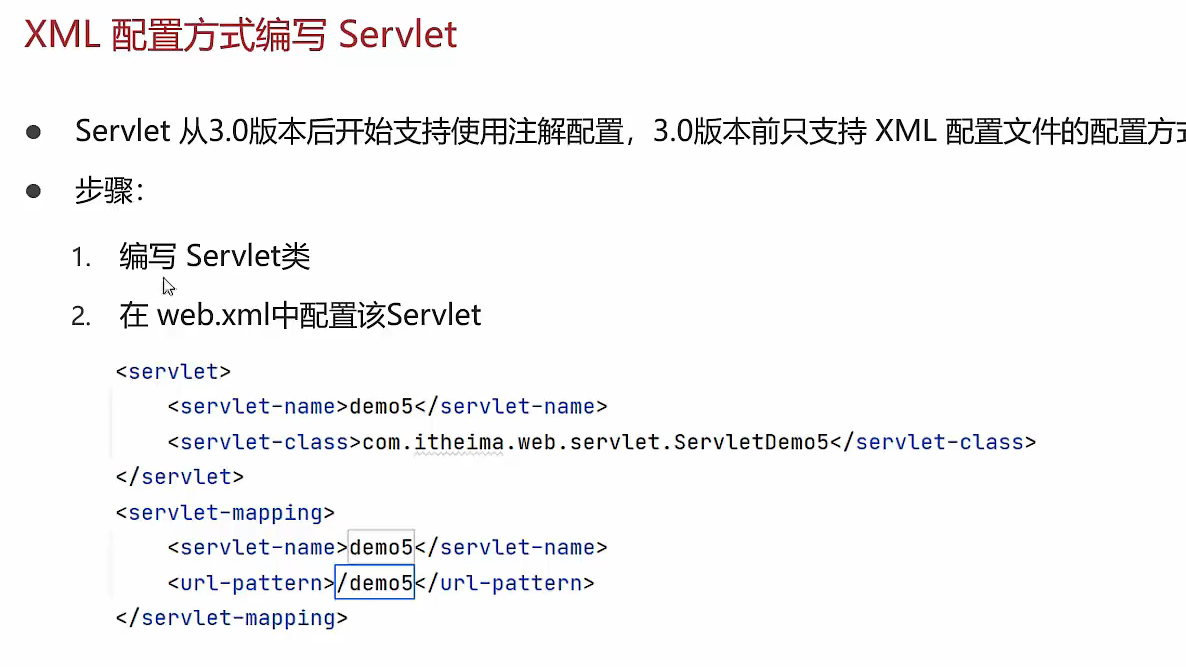 XML 配置方式编写 Servlet
● Servlet 从3.0版本后开始支持使用注解配置，3.0版本前只支持 XML 配置文件的配置方
● 步骤：
1. 编写 Servlet类
2. 在 web.xml中配置该Servlet
<servlet>
    <servlet-name>demo5</servlet-name>
    <servlet-class>com.itheima.web.servlet.ServletDemo5</servlet-class>
</servlet>
<servlet-mapping>
    <servlet-name>demo5</servlet-name>
    <url-pattern>/demo5</url-pattern>
</servlet-mapping>